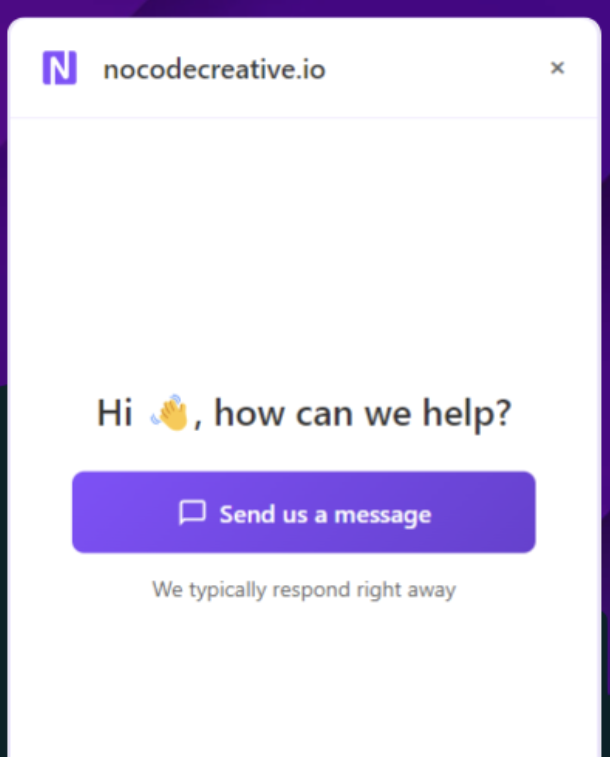 N nocodecreative.io ×
Hi 👋, how can we help?
Send us a message
We typically respond right away